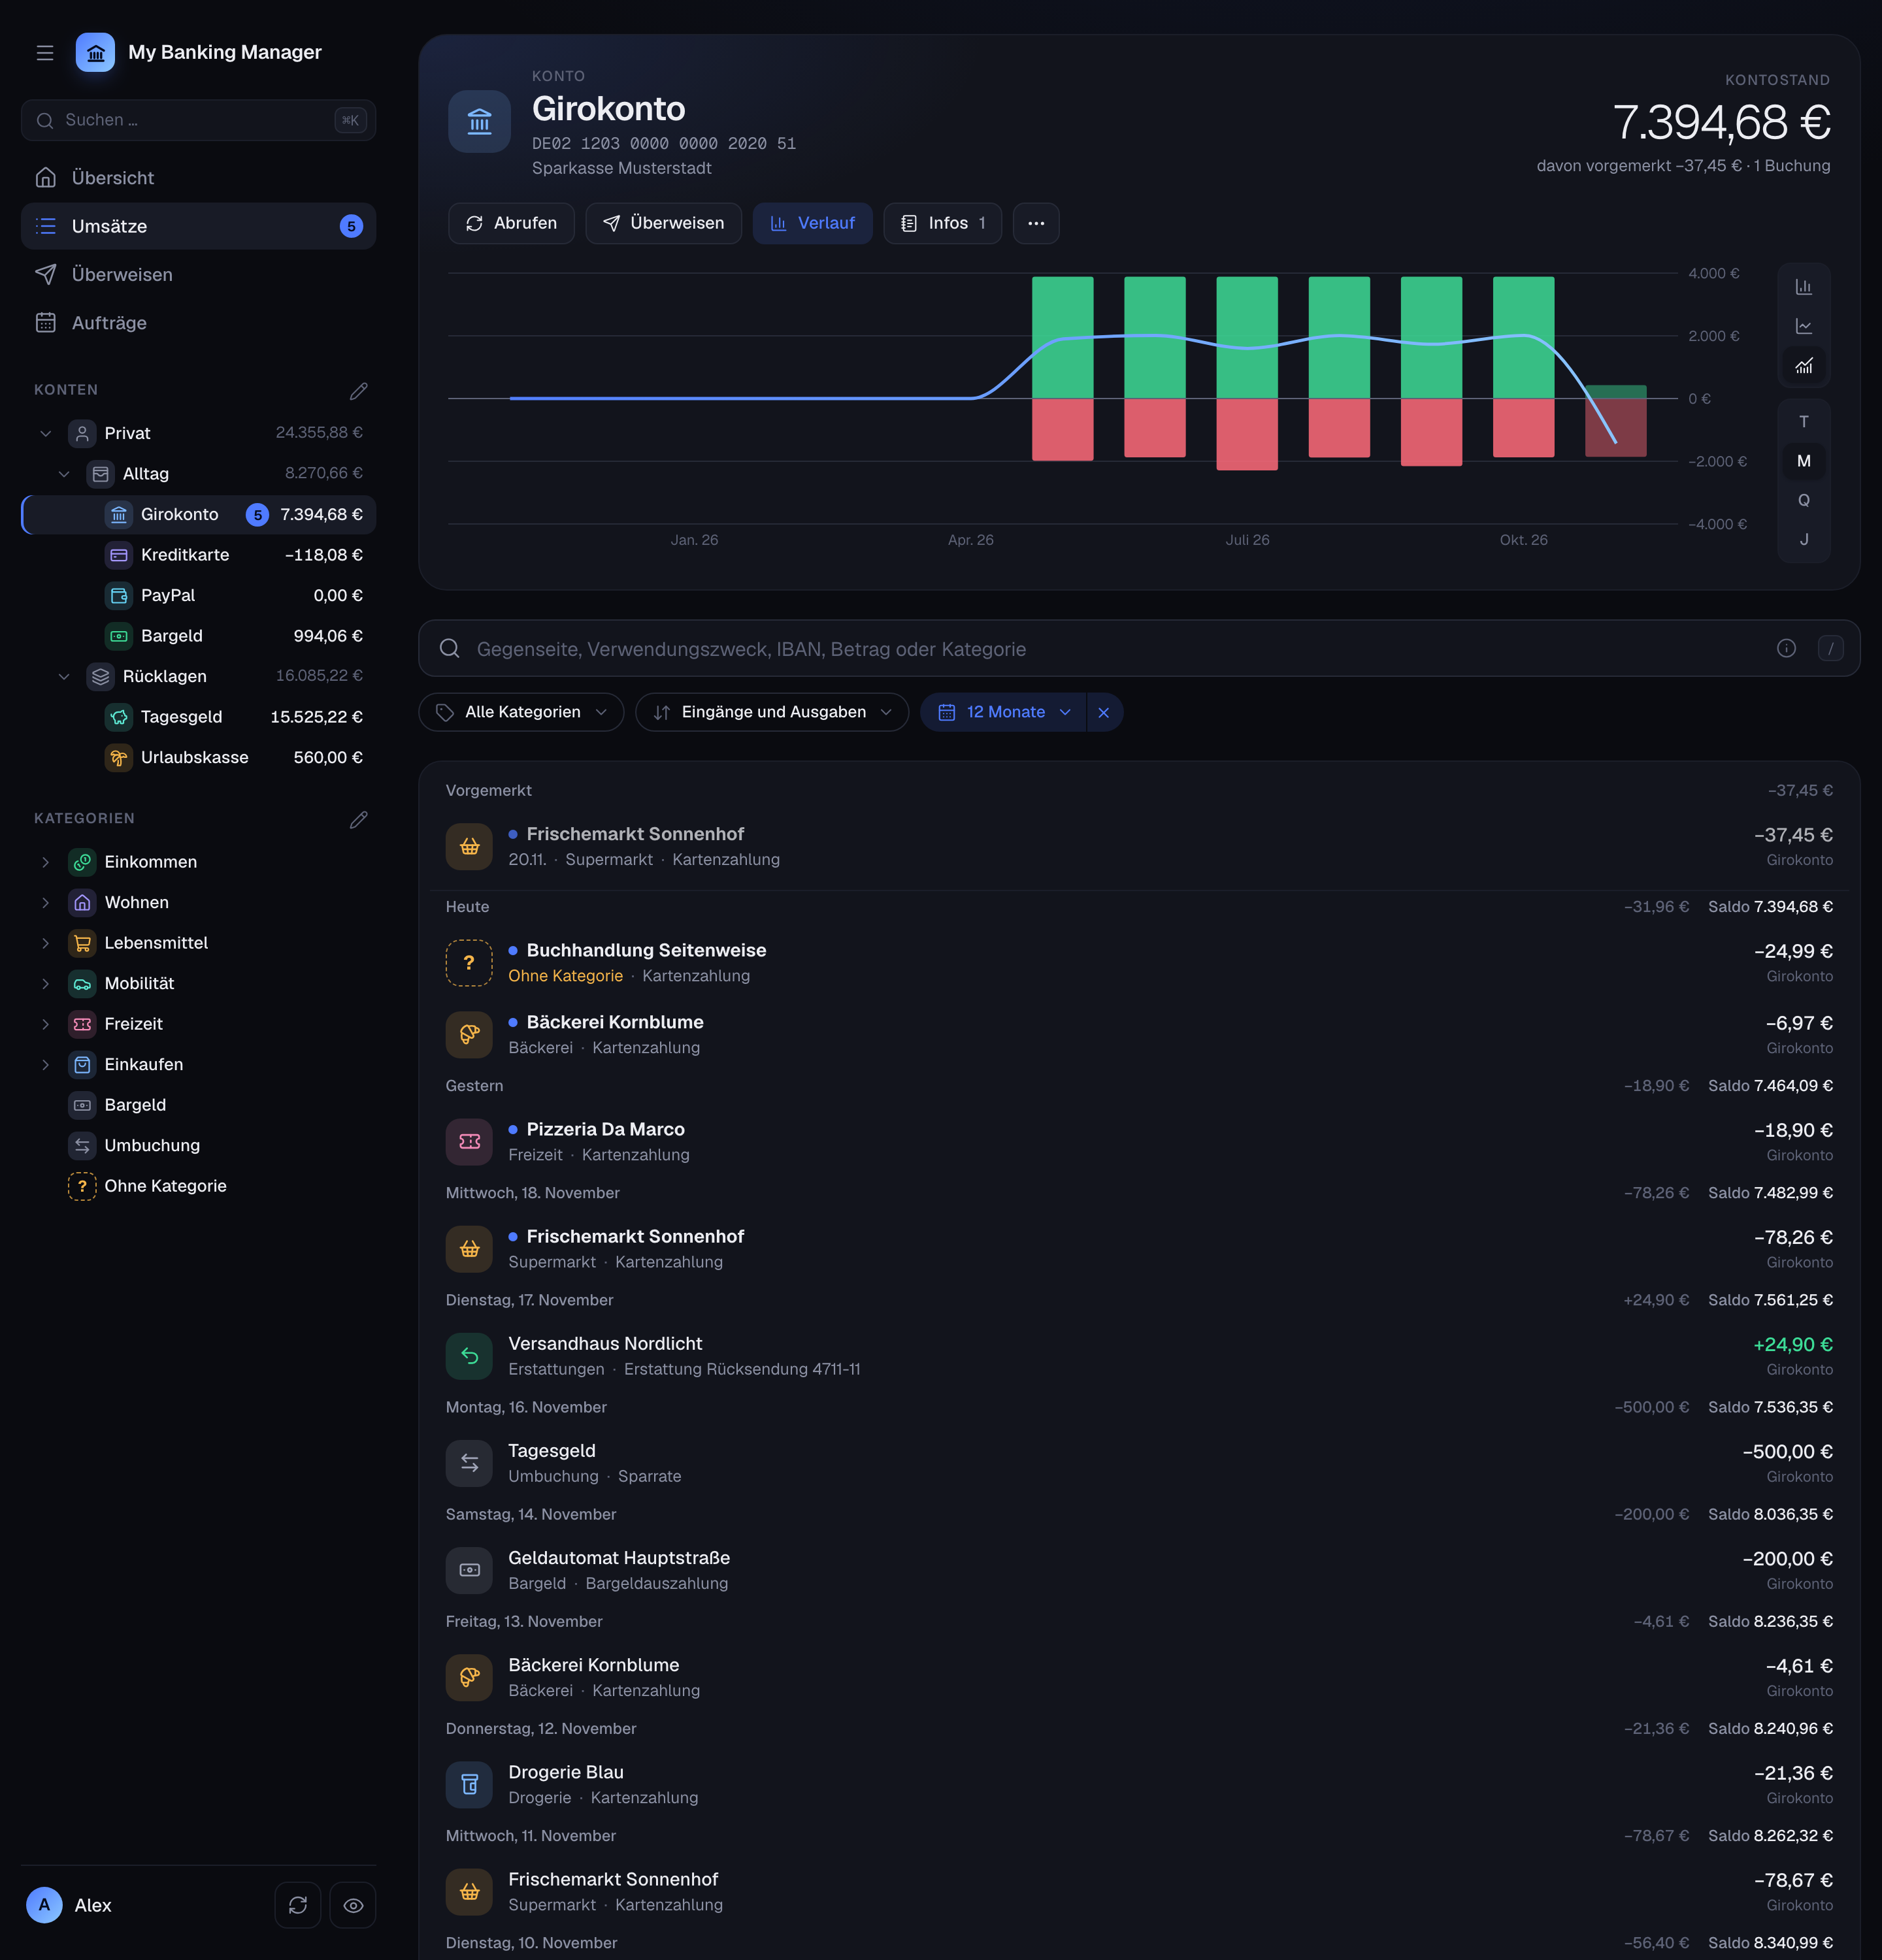 My Banking Manager
Suchen …
⌘K
Übersicht
Umsätze 5
Überweisen
Aufträge
KONTEN
Privat 24.355,88 €
Alltag 8.270,66 €
Girokonto 5 7.394,68 €
Kreditkarte −118,08 €
PayPal 0,00 €
Bargeld 994,06 €
Rücklagen 16.085,22 €
Tagesgeld 15.525,22 €
Urlaubskasse 560,00 €
KATEGORIEN
Einkommen
Wohnen
Lebensmittel
Mobilität
Freizeit
Einkaufen
Bargeld
Umbuchung
? Ohne Kategorie
A Alex
KONTO
Girokonto
DE02 1203 0000 0000 2020 51
Sparkasse Musterstadt
KONTOSTAND
7.394,68 €
davon vorgemerkt −37,45 € · 1 Buchung
Abrufen Überweisen Verlauf Infos 1 ···
4.000 €
2.000 €
0 €
−2.000 €
−4.000 €
Jan. 26 Apr. 26 Juli 26 Okt. 26
T
M
Q
J
Gegenseite, Verwendungszweck, IBAN, Betrag oder Kategorie /
Alle Kategorien Eingänge und Ausgaben 12 Monate
Vorgemerkt −37,45 €
Frischemarkt Sonnenhof −37,45 €
20.11. · Supermarkt · Kartenzahlung Girokonto
Heute −31,96 € Saldo 7.394,68 €
? Buchhandlung Seitenweise −24,99 €
Ohne Kategorie · Kartenzahlung Girokonto
Bäckerei Kornblume −6,97 €
Bäckerei · Kartenzahlung Girokonto
Gestern −18,90 € Saldo 7.464,09 €
Pizzeria Da Marco −18,90 €
Freizeit · Kartenzahlung Girokonto
Mittwoch, 18. November −78,26 € Saldo 7.482,99 €
Frischemarkt Sonnenhof −78,26 €
Supermarkt · Kartenzahlung Girokonto
Dienstag, 17. November +24,90 € Saldo 7.561,25 €
Versandhaus Nordlicht +24,90 €
Erstattungen · Erstattung Rücksendung 4711-11 Girokonto
Montag, 16. November −500,00 € Saldo 7.536,35 €
Tagesgeld −500,00 €
Umbuchung · Sparrate Girokonto
Samstag, 14. November −200,00 € Saldo 8.036,35 €
Geldautomat Hauptstraße −200,00 €
Bargeld · Bargeldauszahlung Girokonto
Freitag, 13. November −4,61 € Saldo 8.236,35 €
Bäckerei Kornblume −4,61 €
Bäckerei · Kartenzahlung Girokonto
Donnerstag, 12. November −21,36 € Saldo 8.240,96 €
Drogerie Blau −21,36 €
Drogerie · Kartenzahlung Girokonto
Mittwoch, 11. November −78,67 € Saldo 8.262,32 €
Frischemarkt Sonnenhof −78,67 €
Supermarkt · Kartenzahlung Girokonto
Dienstag, 10. November −56,40 € Saldo 8.340,99 €